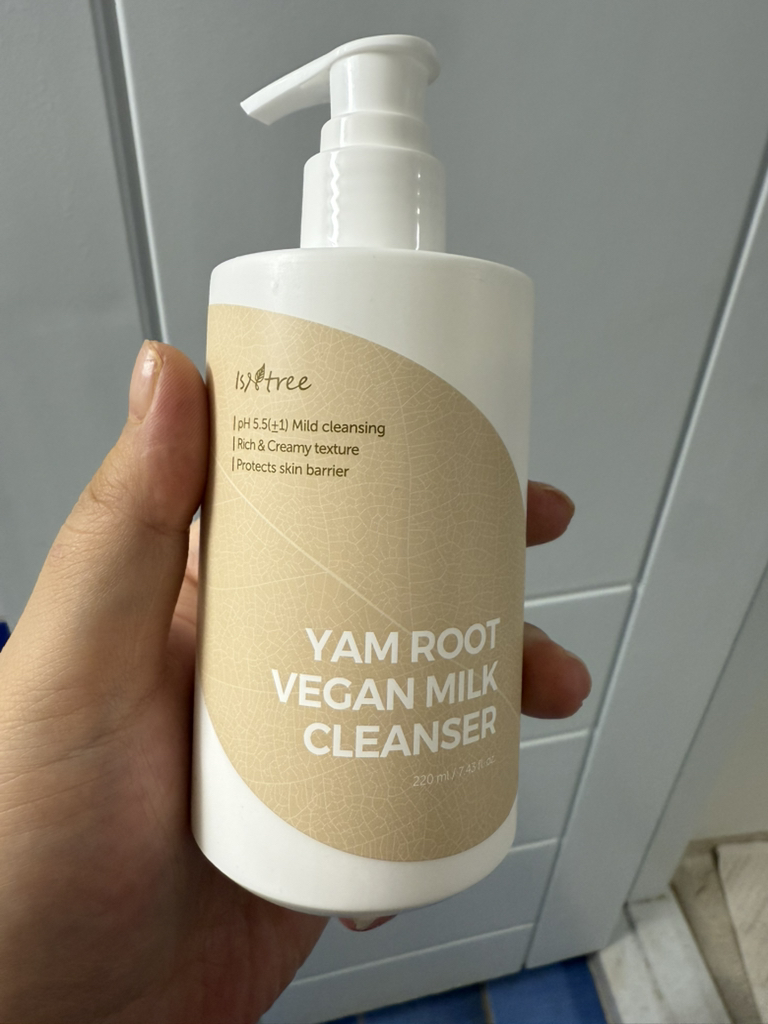 Isntree
pH 5.5(±1) Mild cleansing
Rich & Creamy texture
Protects skin barrier
YAM ROOT
VEGAN MILK
CLEANSER
220 ml / 7.43 fl oz.